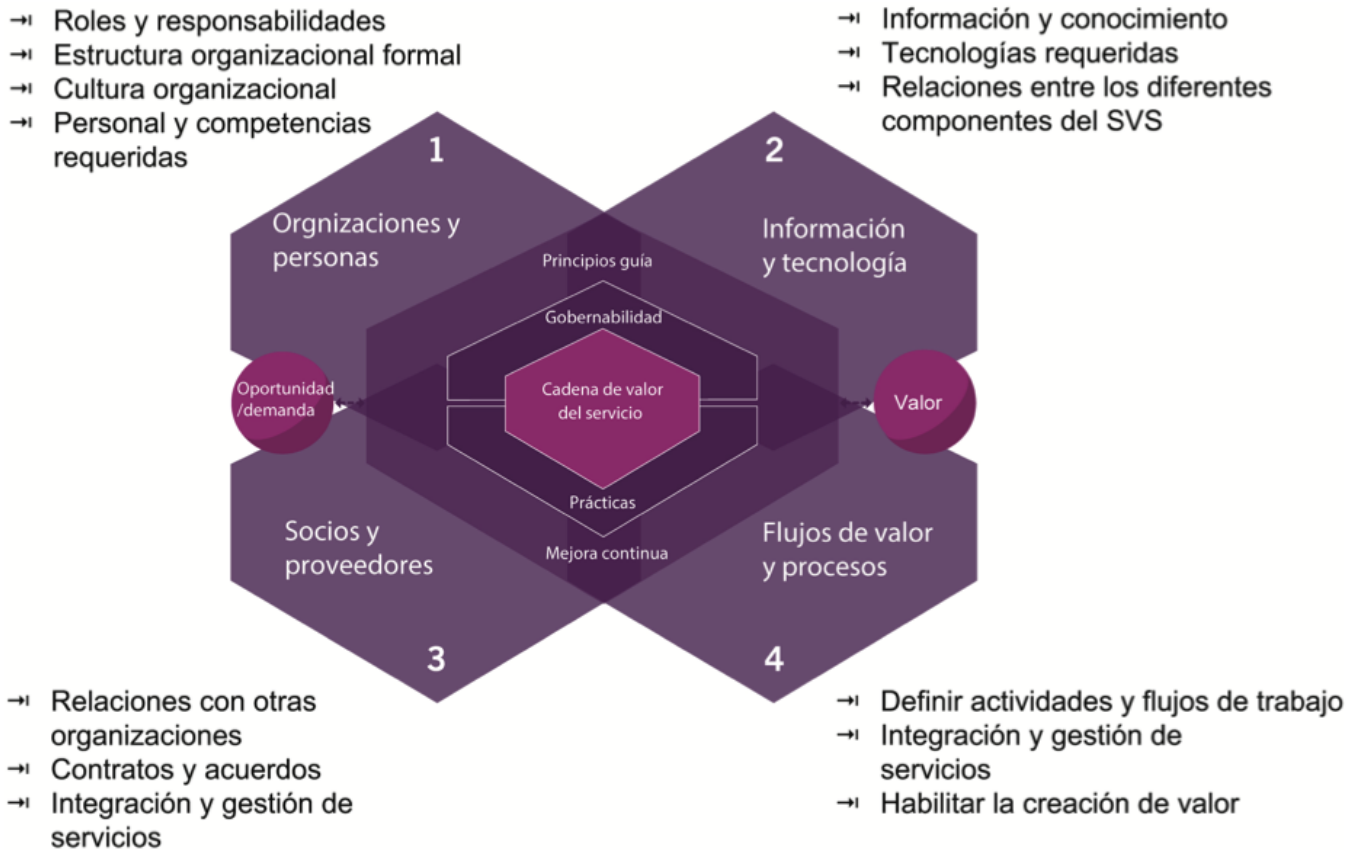 → Roles y responsabilidades
→ Estructura organizacional formal
→ Cultura organizacional
→ Personal y competencias
requeridas
→ Información y conocimiento
→ Tecnologías requeridas
→ Relaciones entre los diferentes
componentes del SVS
1
2
Orgnizaciones y
personas
Información
y tecnología
Principios guía
Gobernabilidad
Oportunidad
/demanda
Cadena de valor
del servicio
Valor
Prácticas
Mejora continua
Socios y
proveedores
Flujos de valor
y procesos
3
4
→ Relaciones con otras
organizaciones
→ Contratos y acuerdos
→ Integración y gestión de
servicios
→ Definir actividades y flujos de trabajo
→ Integración y gestión de
servicios
→ Habilitar la creación de valor